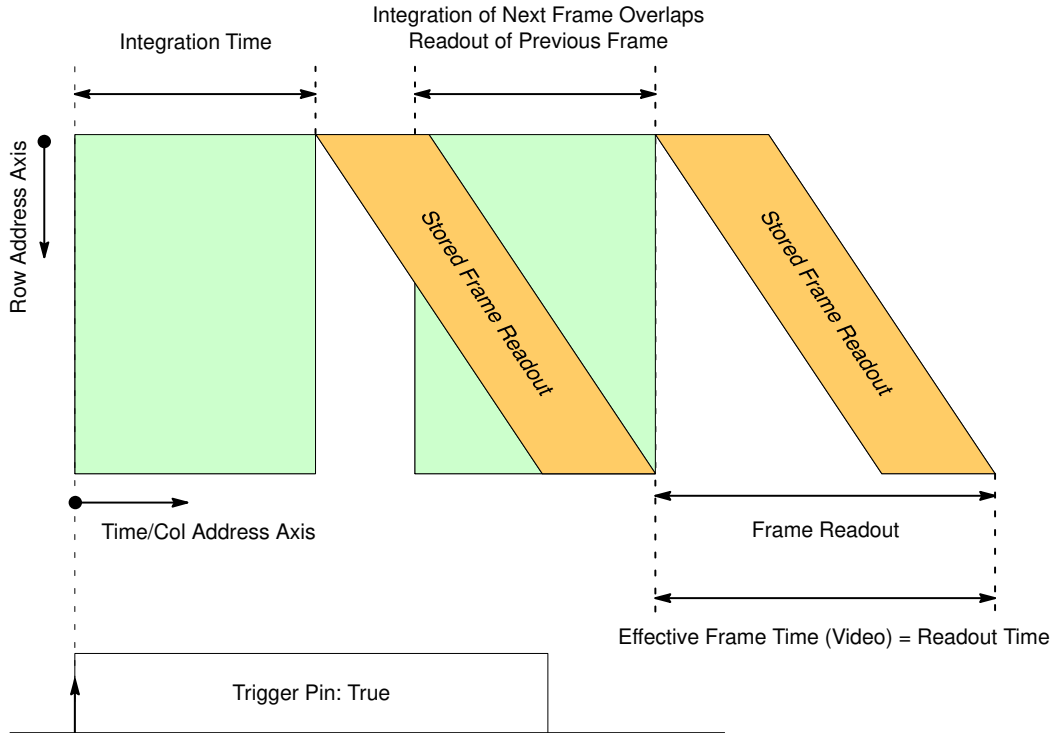 Integration of Next Frame Overlaps
Readout of Previous Frame
Integration Time
Row Address Axis
Stored Frame Readout
Stored Frame Readout
Time/Col Address Axis
Frame Readout
Effective Frame Time (Video) = Readout Time
Trigger Pin: True